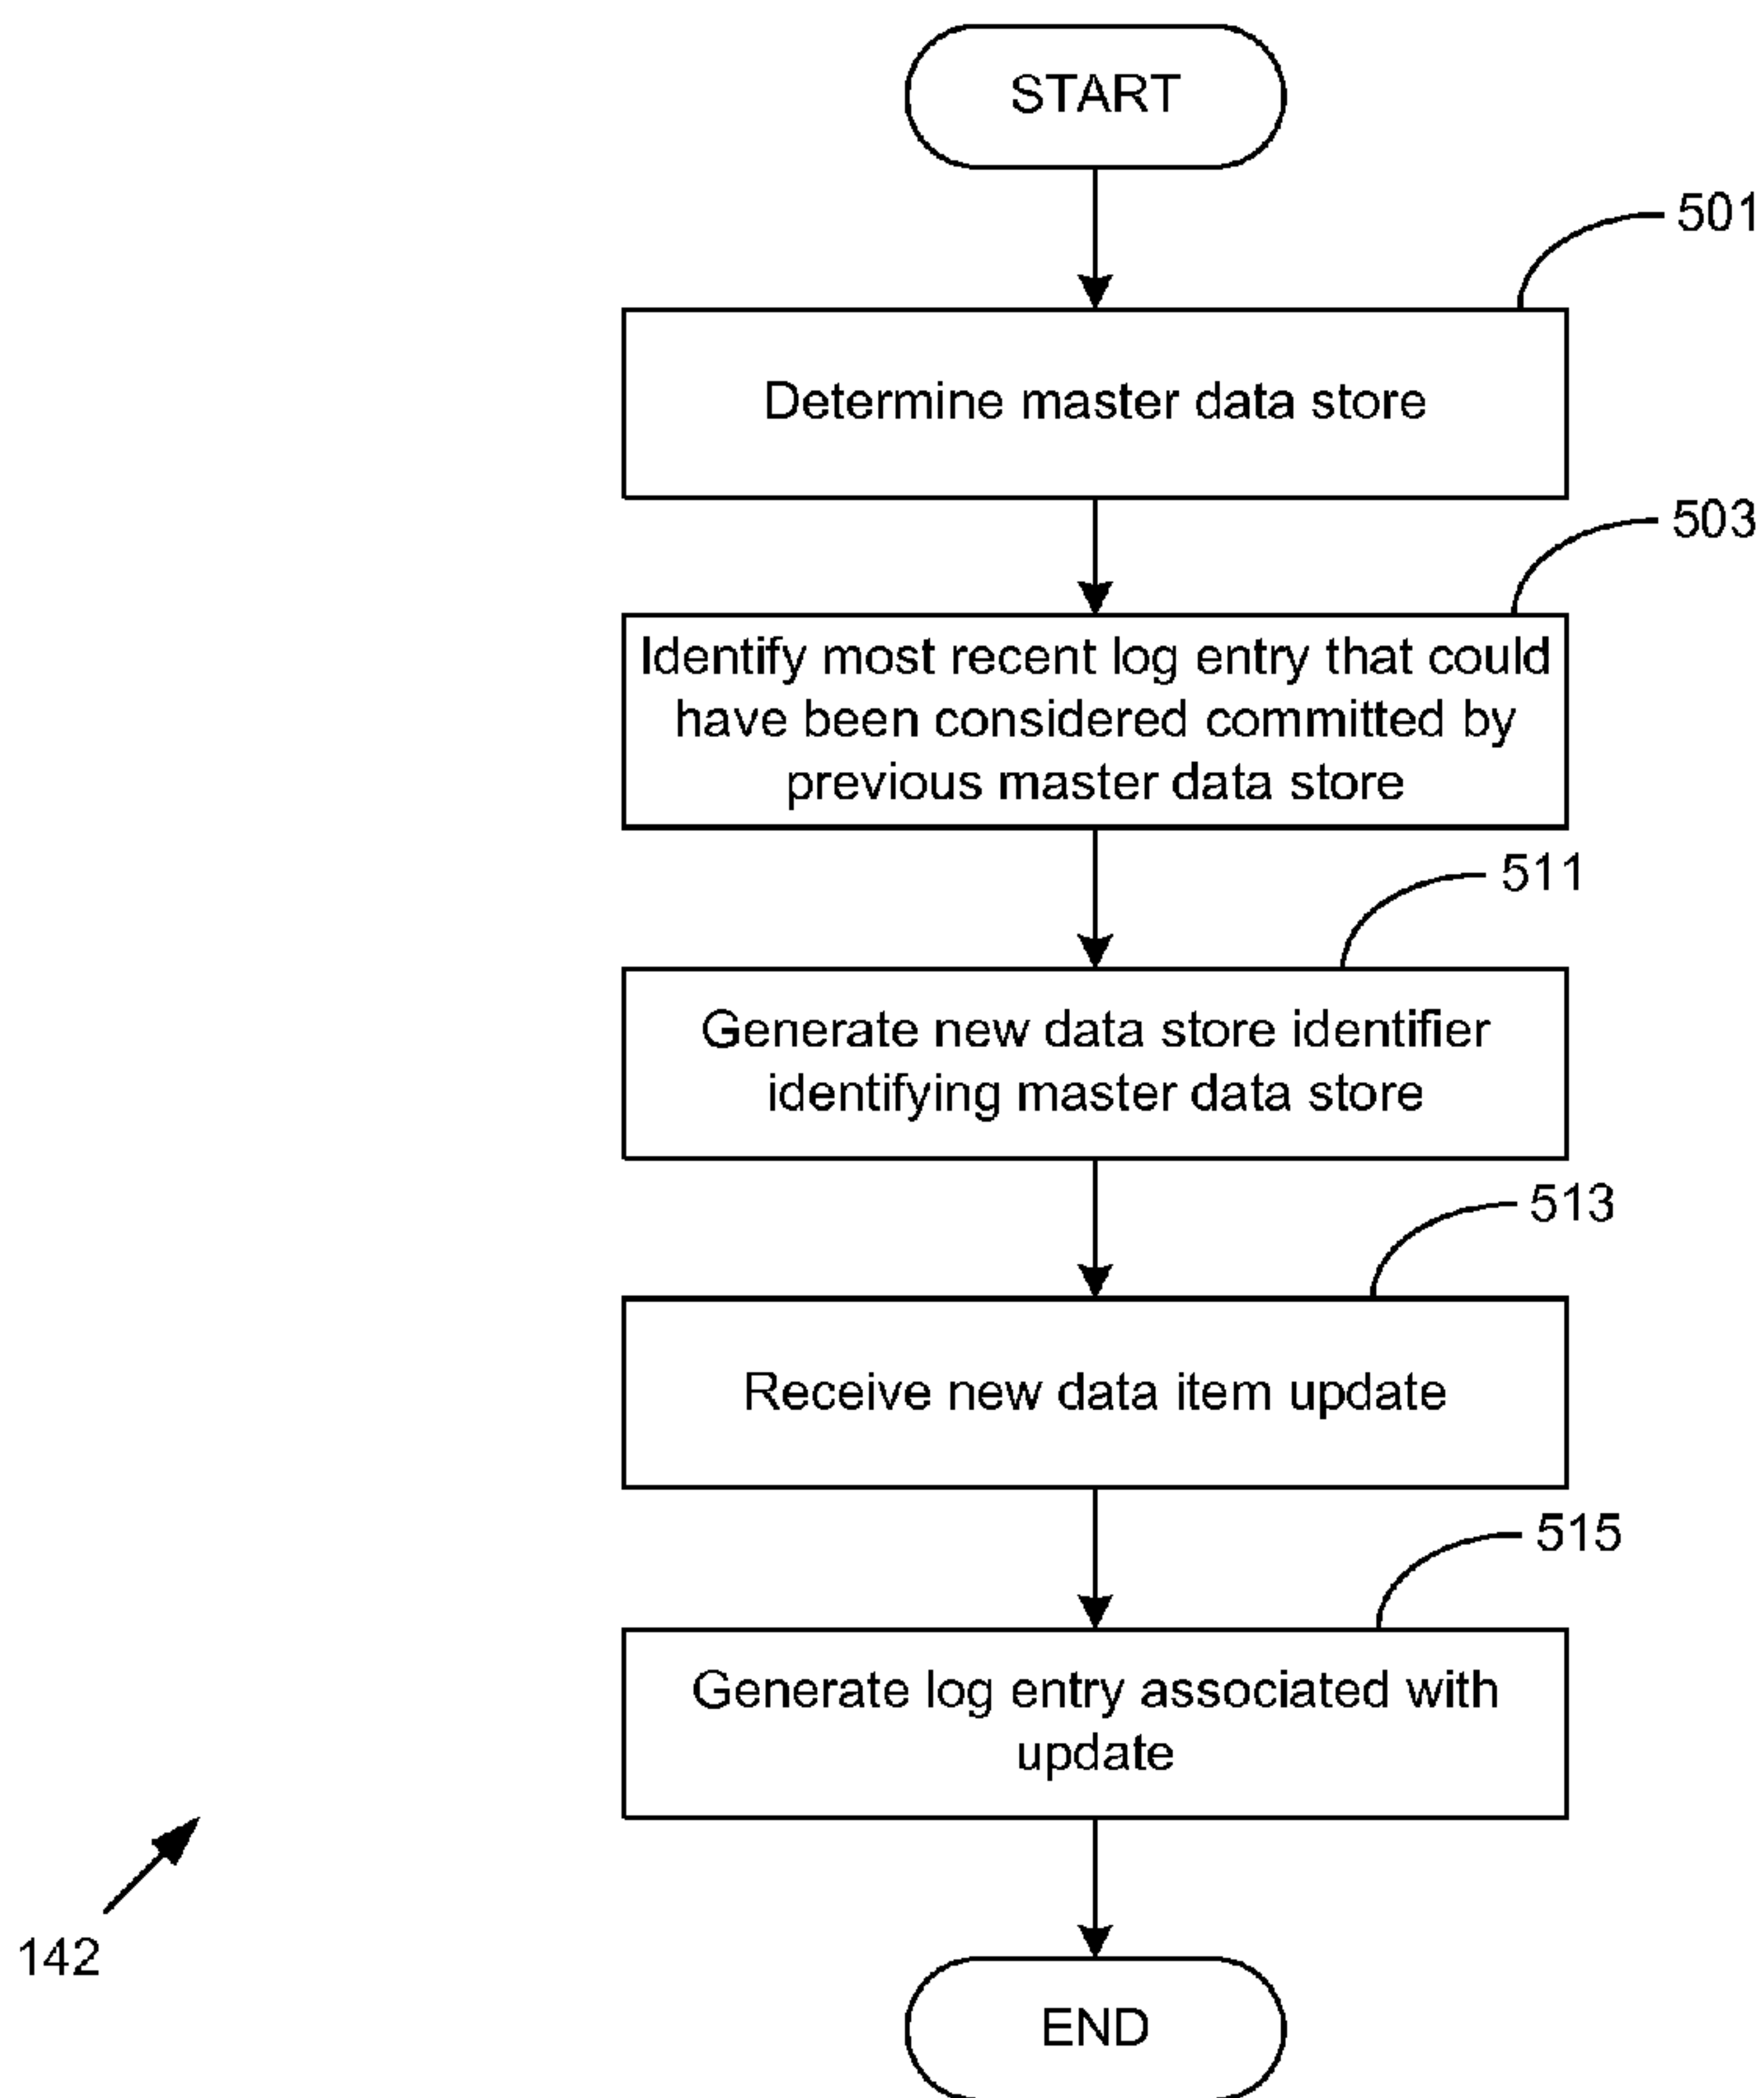 START
501
Determine master data store
503
Identify most recent log entry that could
have been considered committed by
previous master data store
511
Generate new data store identifier
identifying master data store
513
Receive new data item update
515
Generate log entry associated with
update
142
END